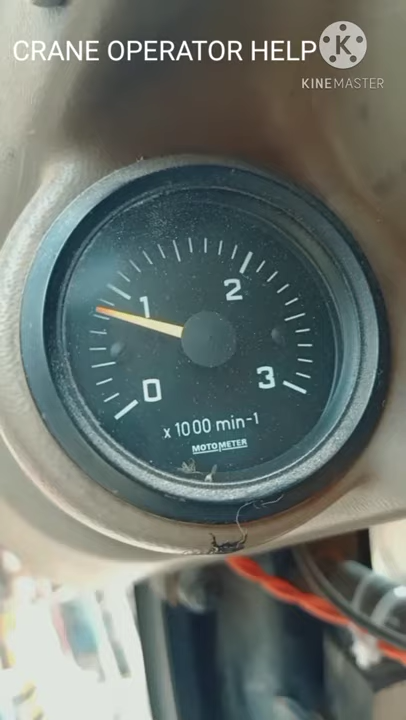 CRANE OPERATOR HELP
K
KINEMASTER
1
2
0
3
x 1000 min-1
MOTOMETER